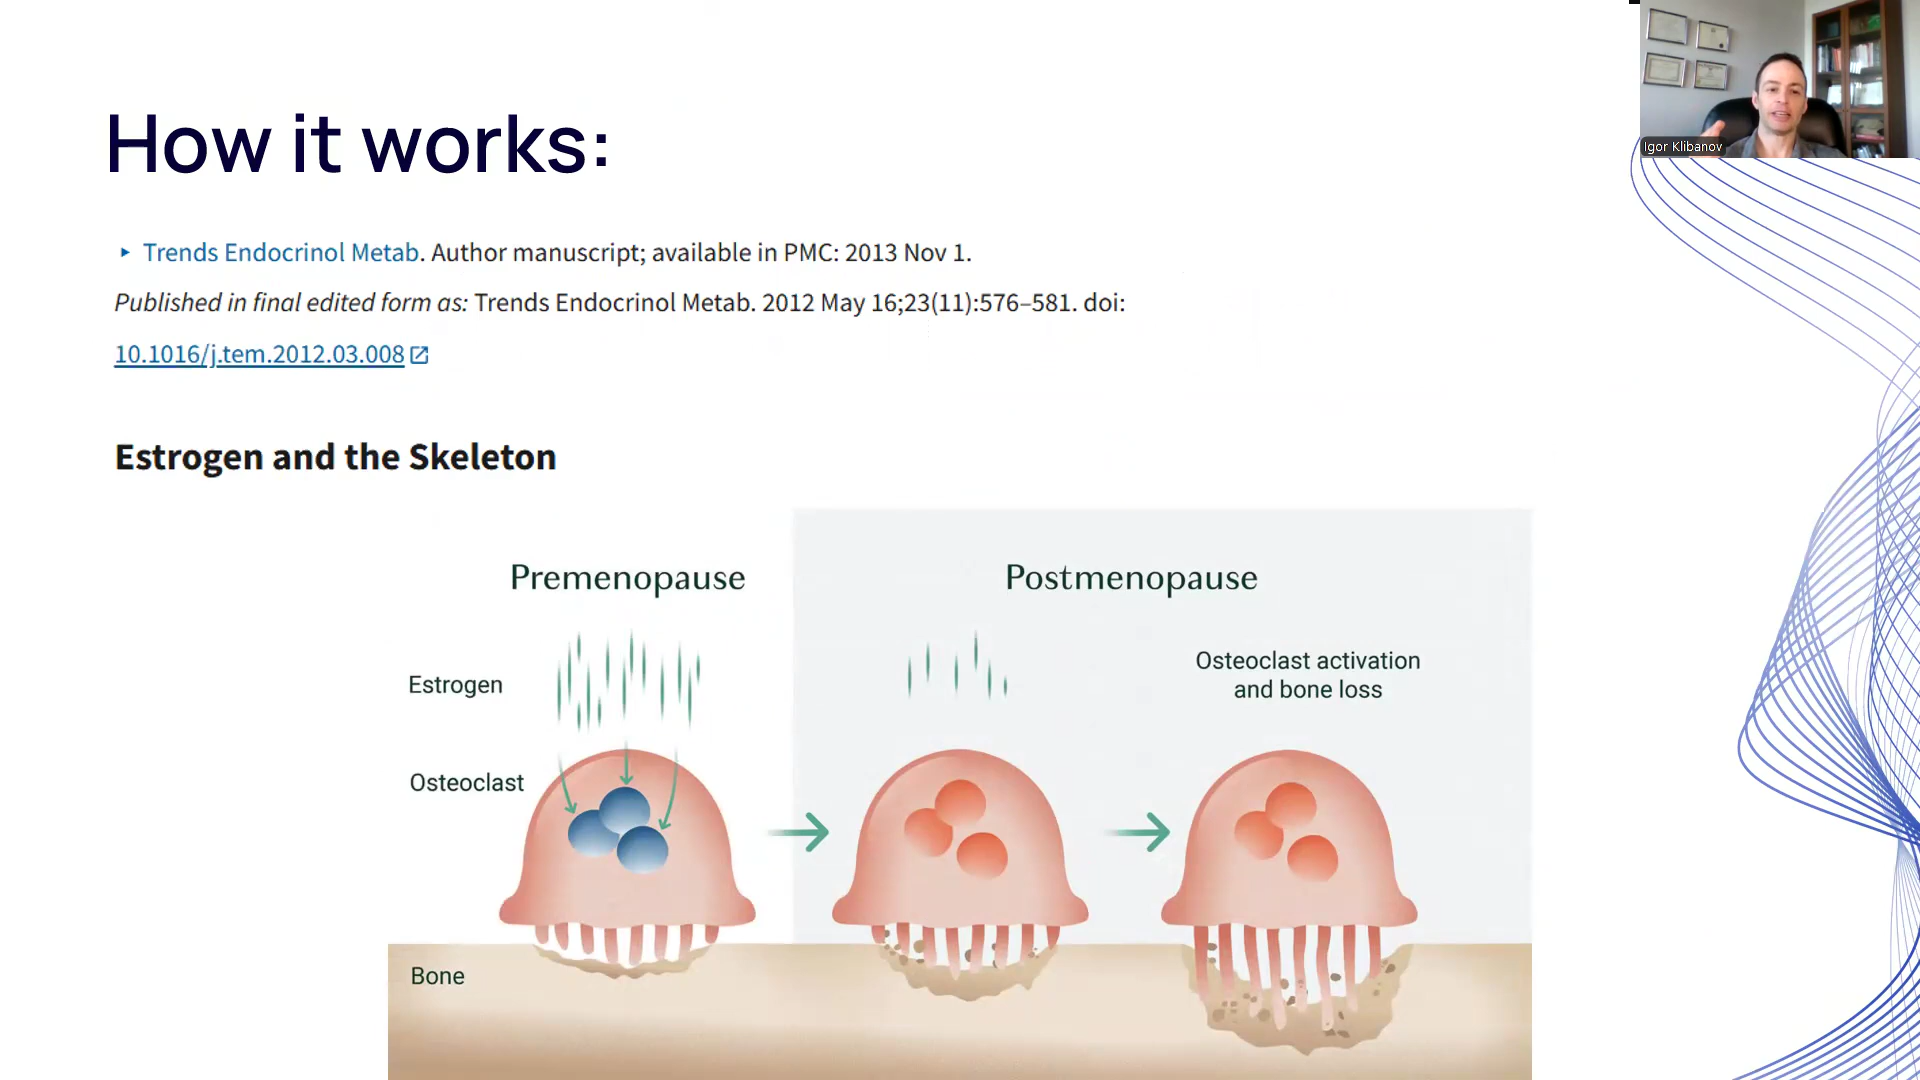 Igor Klibanov
How it works:
‣ Trends Endocrinol Metab. Author manuscript; available in PMC: 2013 Nov 1.
Published in final edited form as: Trends Endocrinol Metab. 2012 May 16;23(11):576–581. doi:
10.1016/j.tem.2012.03.008
Estrogen and the Skeleton
Premenopause
Postmenopause
Estrogen
Osteoclast activation
and bone loss
Osteoclast
Bone